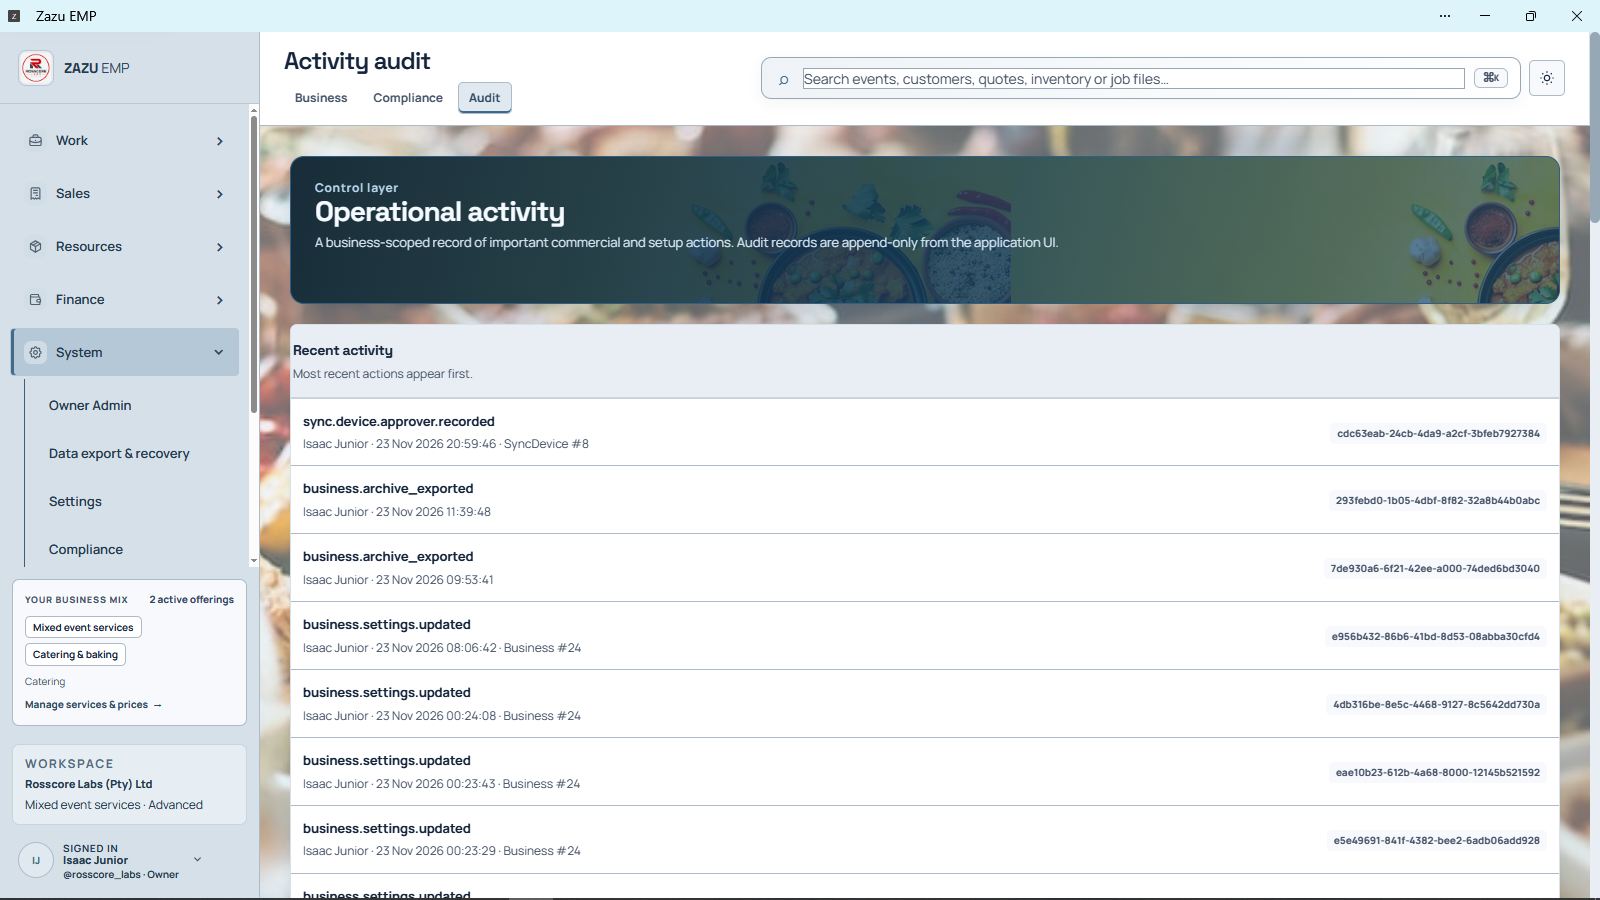 Zazu EMP
ROSSCORE
ZAZU EMP
Activity audit
Business Compliance Audit
Search events, customers, quotes, inventory or job files...
⌘K
Work
Sales
Resources
Finance
System
Owner Admin
Data export & recovery
Settings
Compliance
YOUR BUSINESS MIX 2 active offerings
Mixed event services
Catering & baking
Catering
Manage services & prices →
WORKSPACE
Rosscore Labs (Pty) Ltd
Mixed event services · Advanced
IJ
SIGNED IN
Isaac Junior
@rosscore_labs · Owner
Control layer
Operational activity
A business-scoped record of important commercial and setup actions. Audit records are append-only from the application UI.
Recent activity
Most recent actions appear first.
sync.device.approver.recorded
Isaac Junior · 23 Nov 2026 20:59:46 · SyncDevice #8
cdc63eab-24cb-4da9-a2cf-3bfeb7927384
business.archive_exported
Isaac Junior · 23 Nov 2026 11:39:48
293febd0-1b05-4dbf-8f82-32a8b44b0abc
business.archive_exported
Isaac Junior · 23 Nov 2026 09:53:41
7de930a6-6f21-42ee-a000-74ded6bd3040
business.settings.updated
Isaac Junior · 23 Nov 2026 08:06:42 · Business #24
e956b432-86b6-41bd-8d53-08abba30cfd4
business.settings.updated
Isaac Junior · 23 Nov 2026 00:24:08 · Business #24
4db316be-8e5c-4468-9127-8c5642dd730a
business.settings.updated
Isaac Junior · 23 Nov 2026 00:23:43 · Business #24
eae10b23-612b-4a68-8000-12145b521592
business.settings.updated
Isaac Junior · 23 Nov 2026 00:23:29 · Business #24
e5e49691-841f-4382-bee2-6adb06add928
business.settings.updated